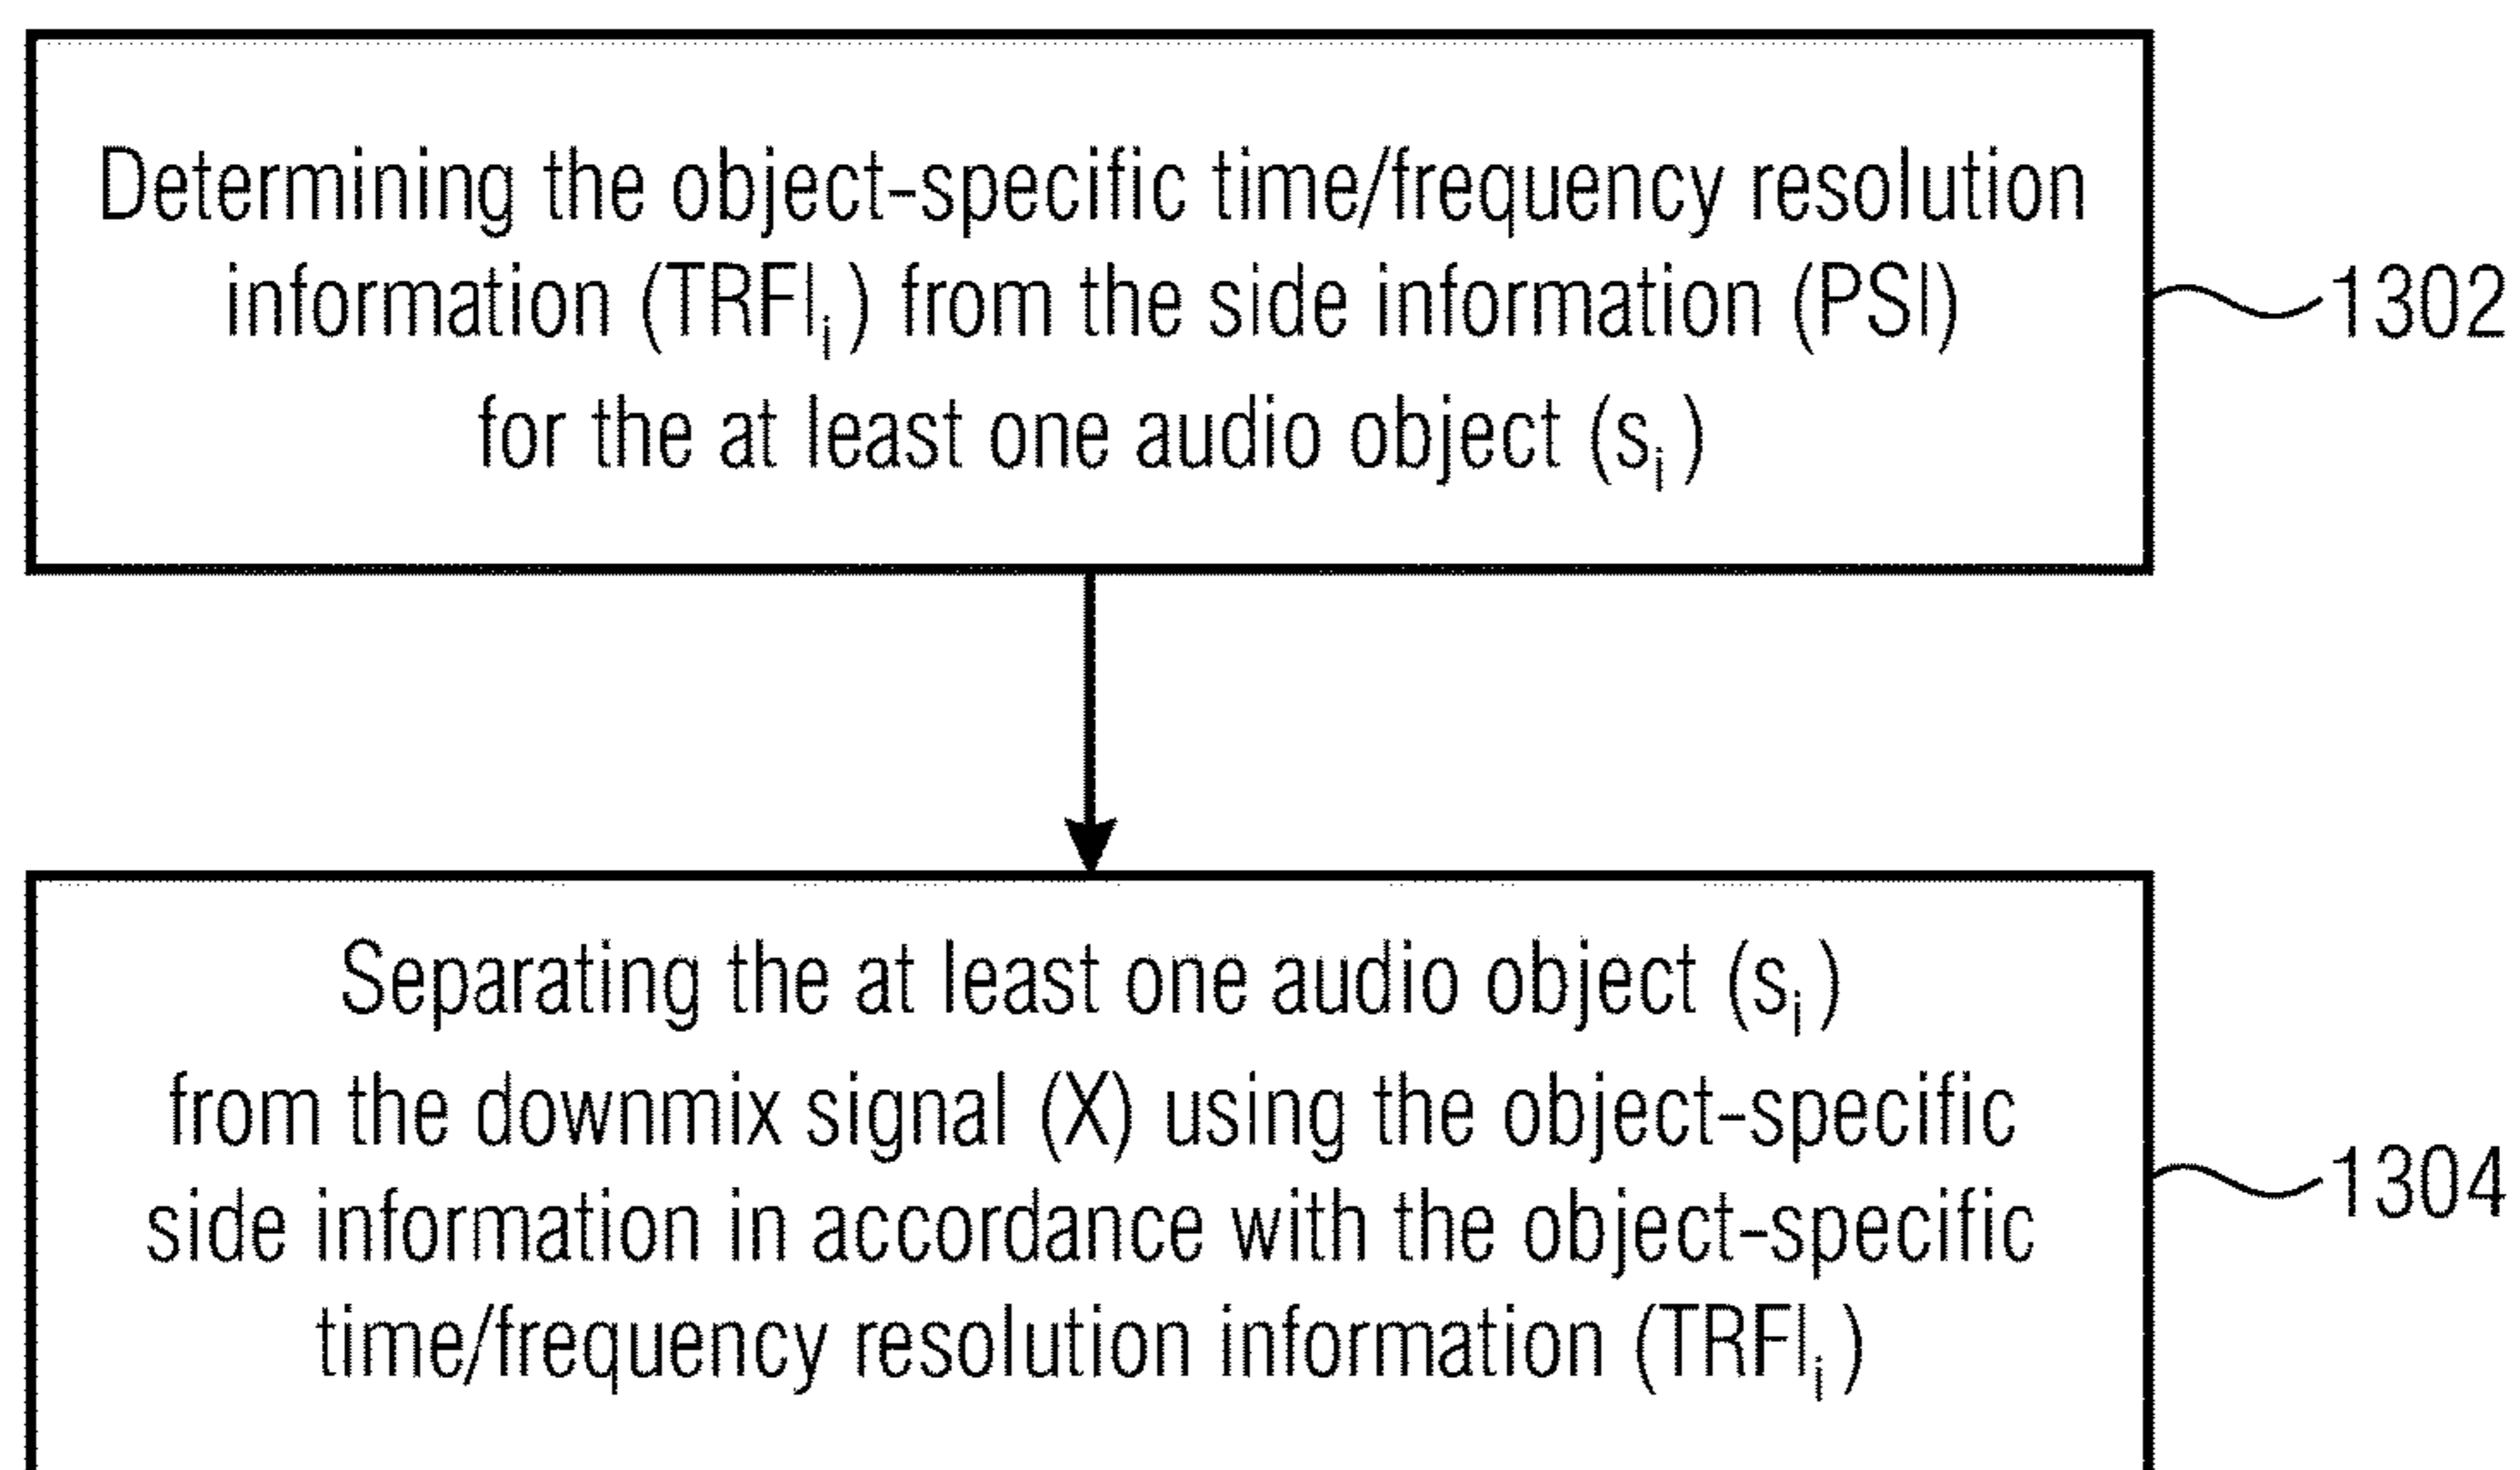 Determining the object-specific time/frequency resolution
information (TRFIᵢ) from the side information (PSI)
for the at least one audio object (sᵢ)
1302
Separating the at least one audio object (sᵢ)
from the downmix signal (X) using the object-specific
side information in accordance with the object-specific
time/frequency resolution information (TRFIᵢ)
1304